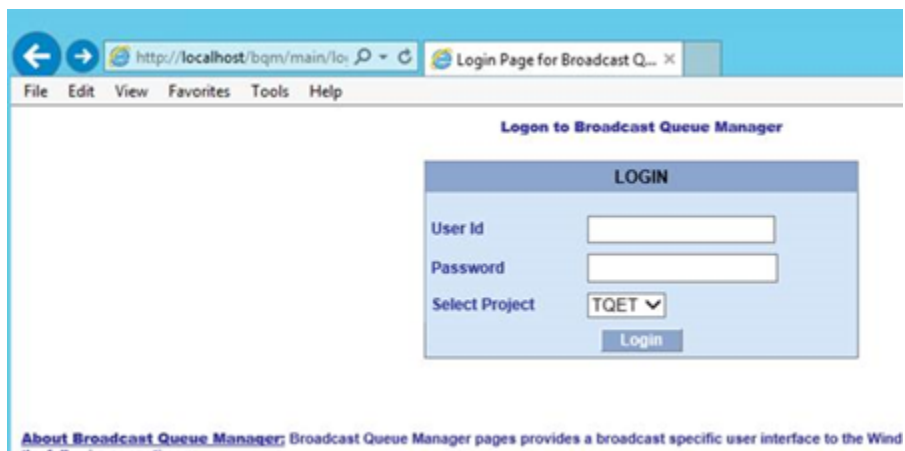 http://localhost/bqm/main/lo
Login Page for Broadcast Q...
File Edit View Favorites Tools Help
Logon to Broadcast Queue Manager
LOGIN
User Id
Password
Select Project TQET
Login
About Broadcast Queue Manager: Broadcast Queue Manager pages provides a broadcast specific user interface to the Wind